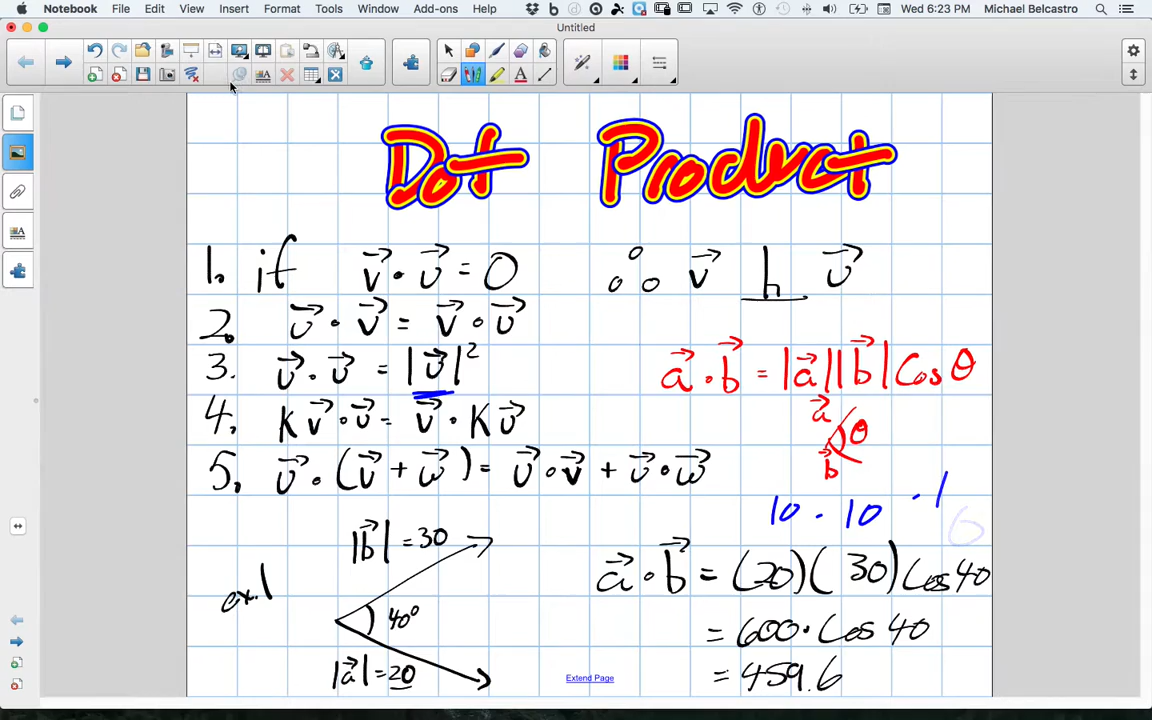 Notebook File Edit View Insert Format Tools Window Add-ons Help Wed 6:23 PM Michael Belcastro
Untitled
Dot Product
1. if v⃗ · u⃗ = 0 ∴ v⃗ ⊥ u⃗
2. u⃗ · v⃗ = v⃗ · u⃗
3. u⃗ · u⃗ = |u⃗|²
a⃗ · b⃗ = |a⃗||b⃗| Cos θ
4. K v⃗ · u⃗ = v⃗ · K u⃗
a⃗ θ
b⃗
5. u⃗ · (v⃗ + w⃗) = u⃗ · v⃗ + u⃗ · w⃗
10 · 10 · 1
|b⃗| = 30
ex.1
40°
|a⃗| = 20
a⃗ · b⃗ = (20)(30) Cos 40
= 600 · Cos 40
= 459.6
Extend Page